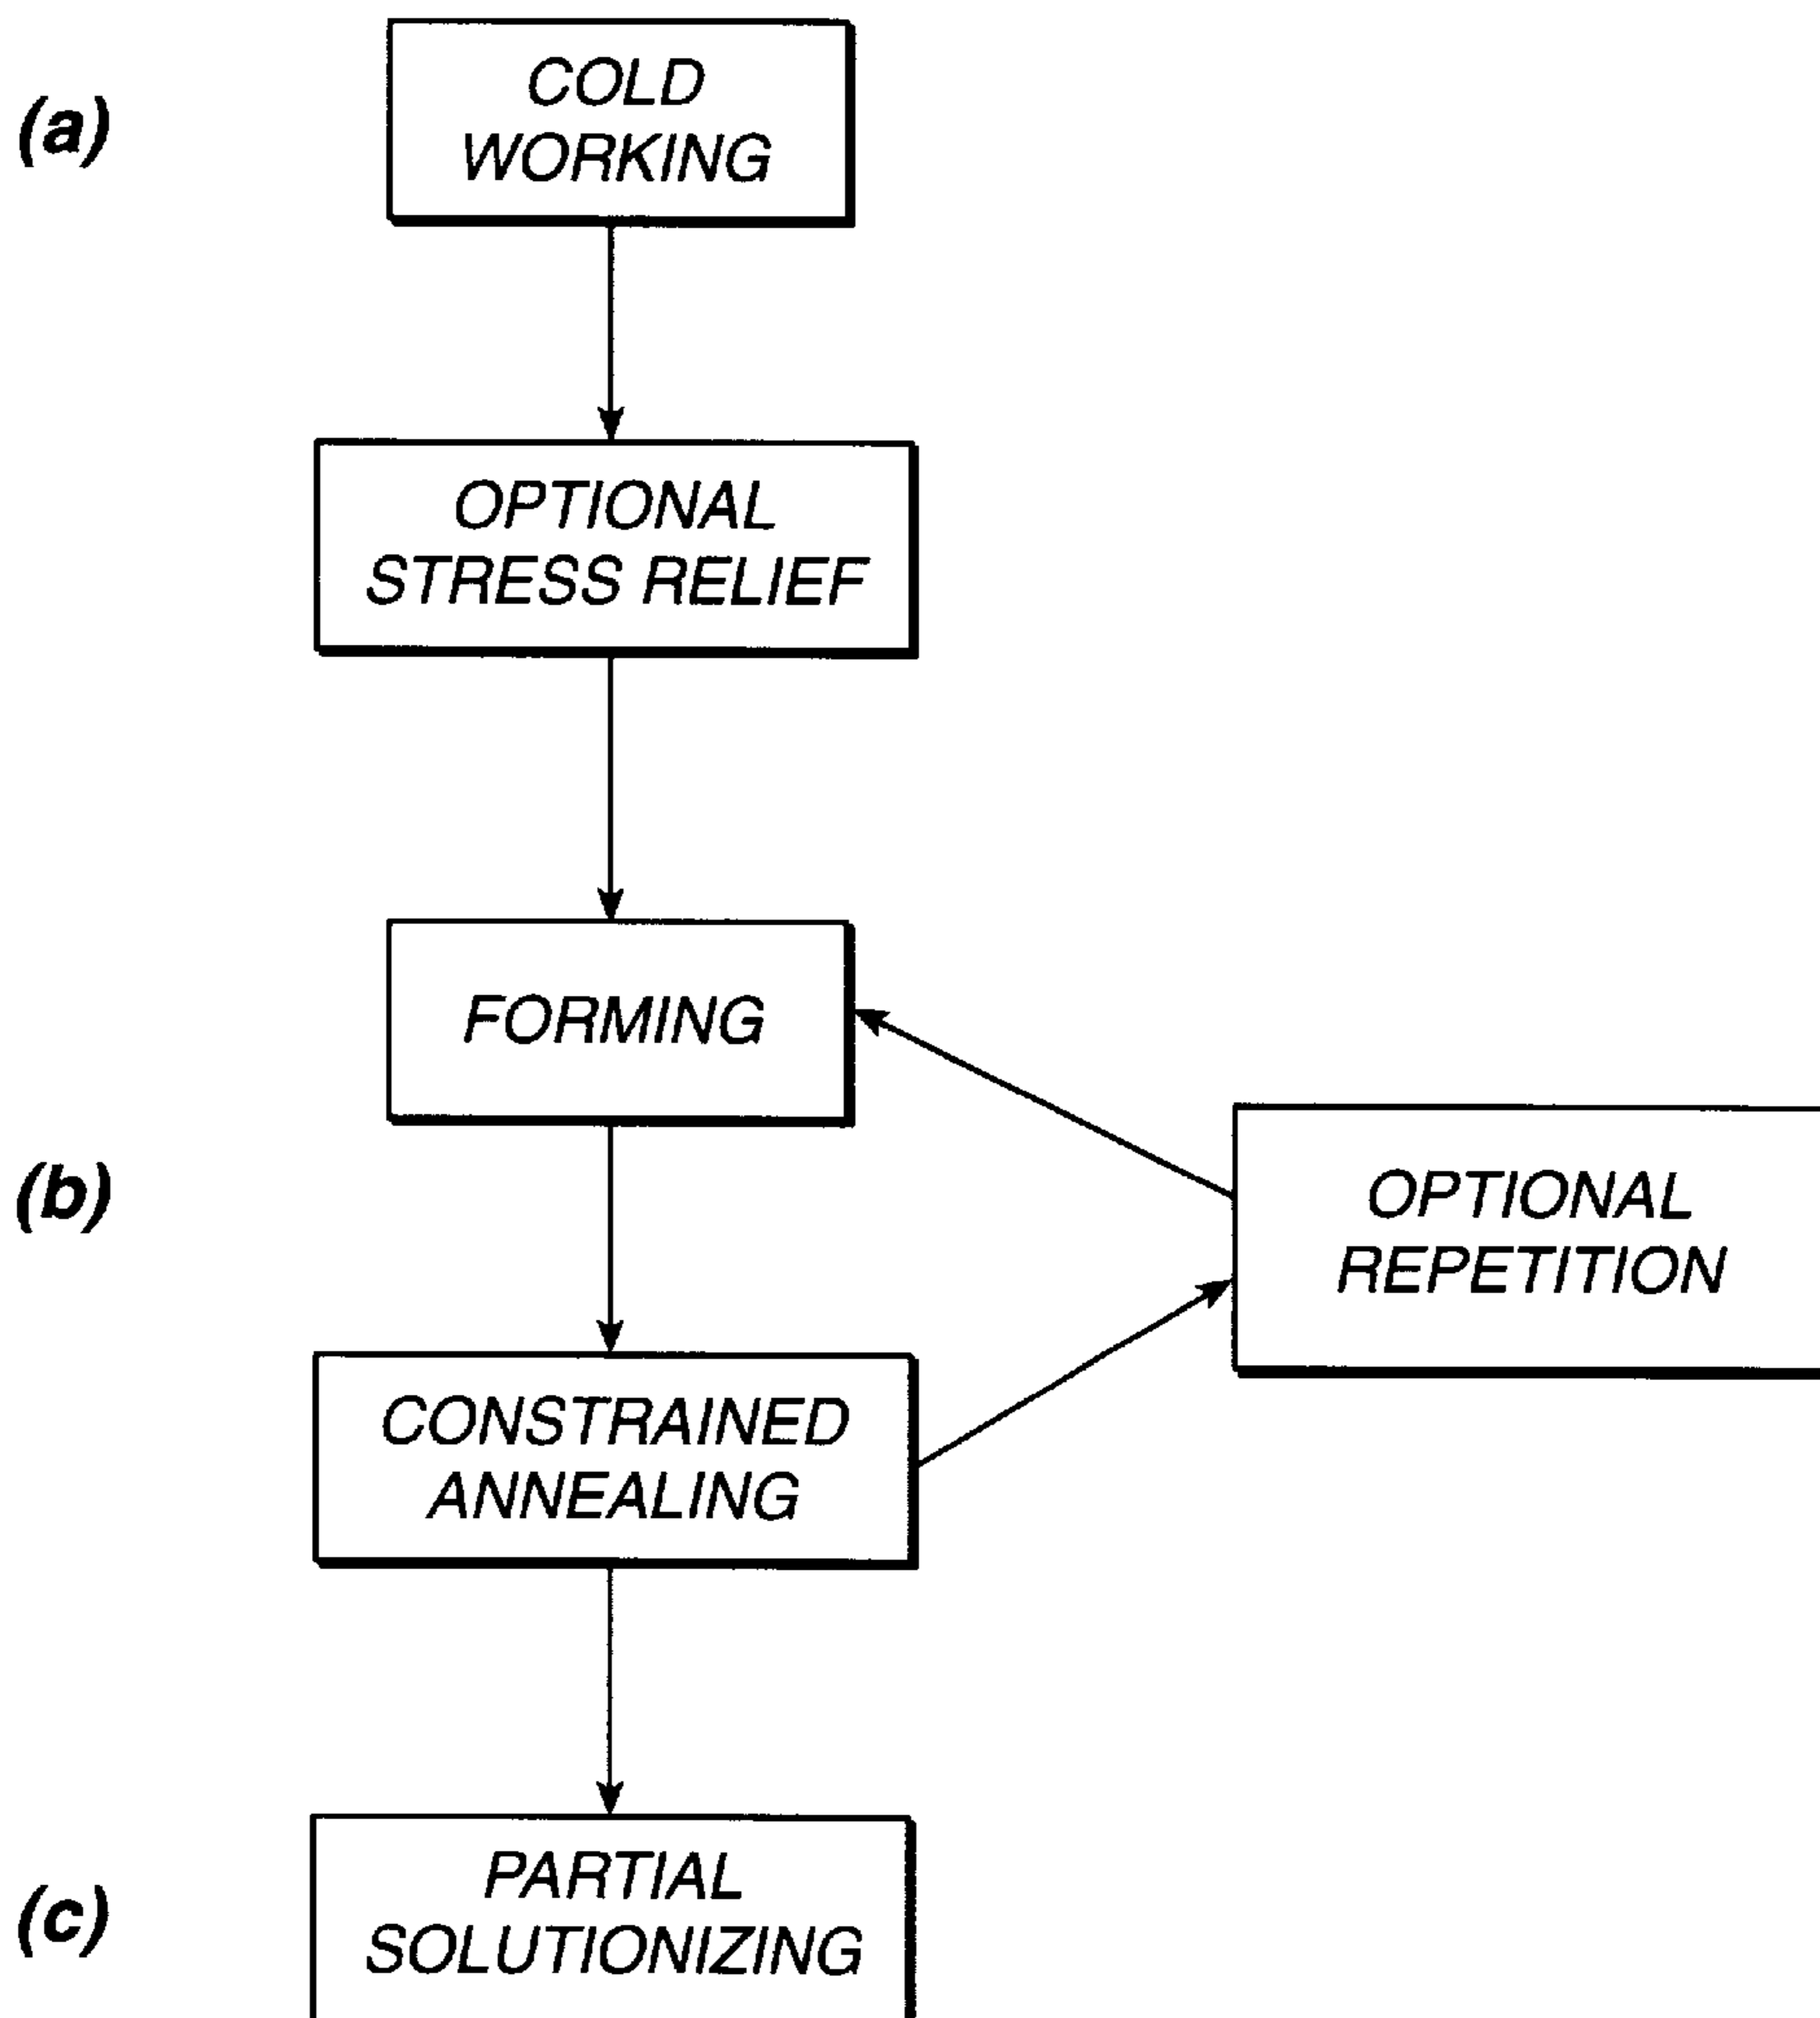 (a)
COLD
WORKING
OPTIONAL
STRESS RELIEF
FORMING
(b)
OPTIONAL
REPETITION
CONSTRAINED
ANNEALING
(c)
PARTIAL
SOLUTIONIZING